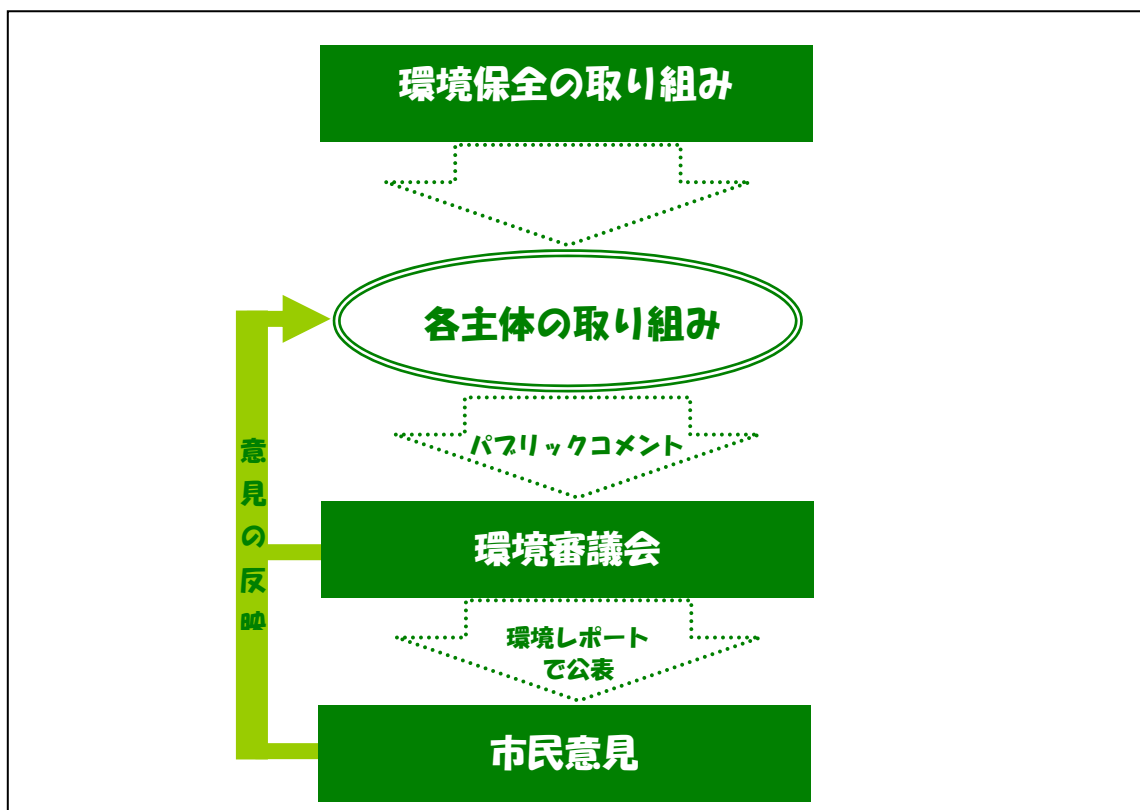 環境保全の取り組み
各主体の取り組み
パブリックコメント
意見の反映
環境審議会
環境レポート
で公表
市民意見